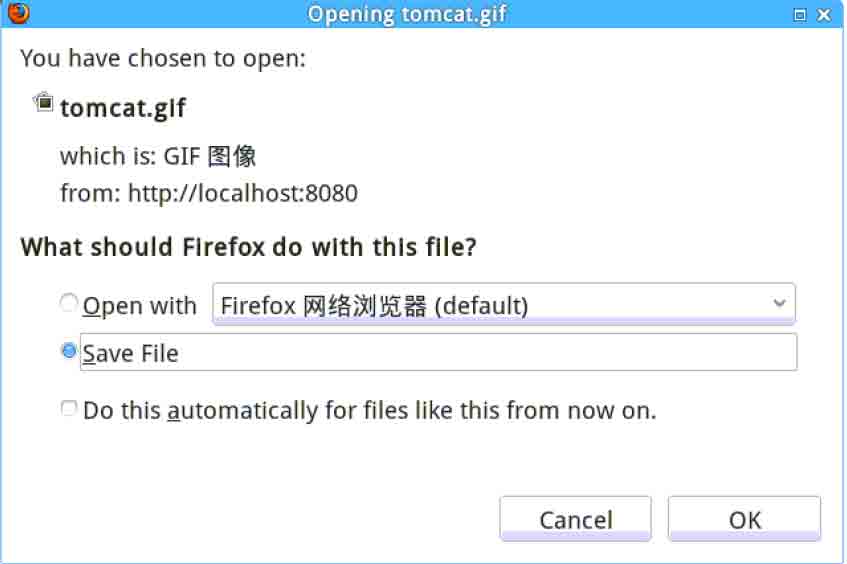 Opening tomcat.gif
You have chosen to open:
tomcat.gif
which is: GIF 图像
from: http://localhost:8080
What should Firefox do with this file?
Open with Firefox 网络浏览器 (default)
Save File
Do this automatically for files like this from now on.
Cancel OK